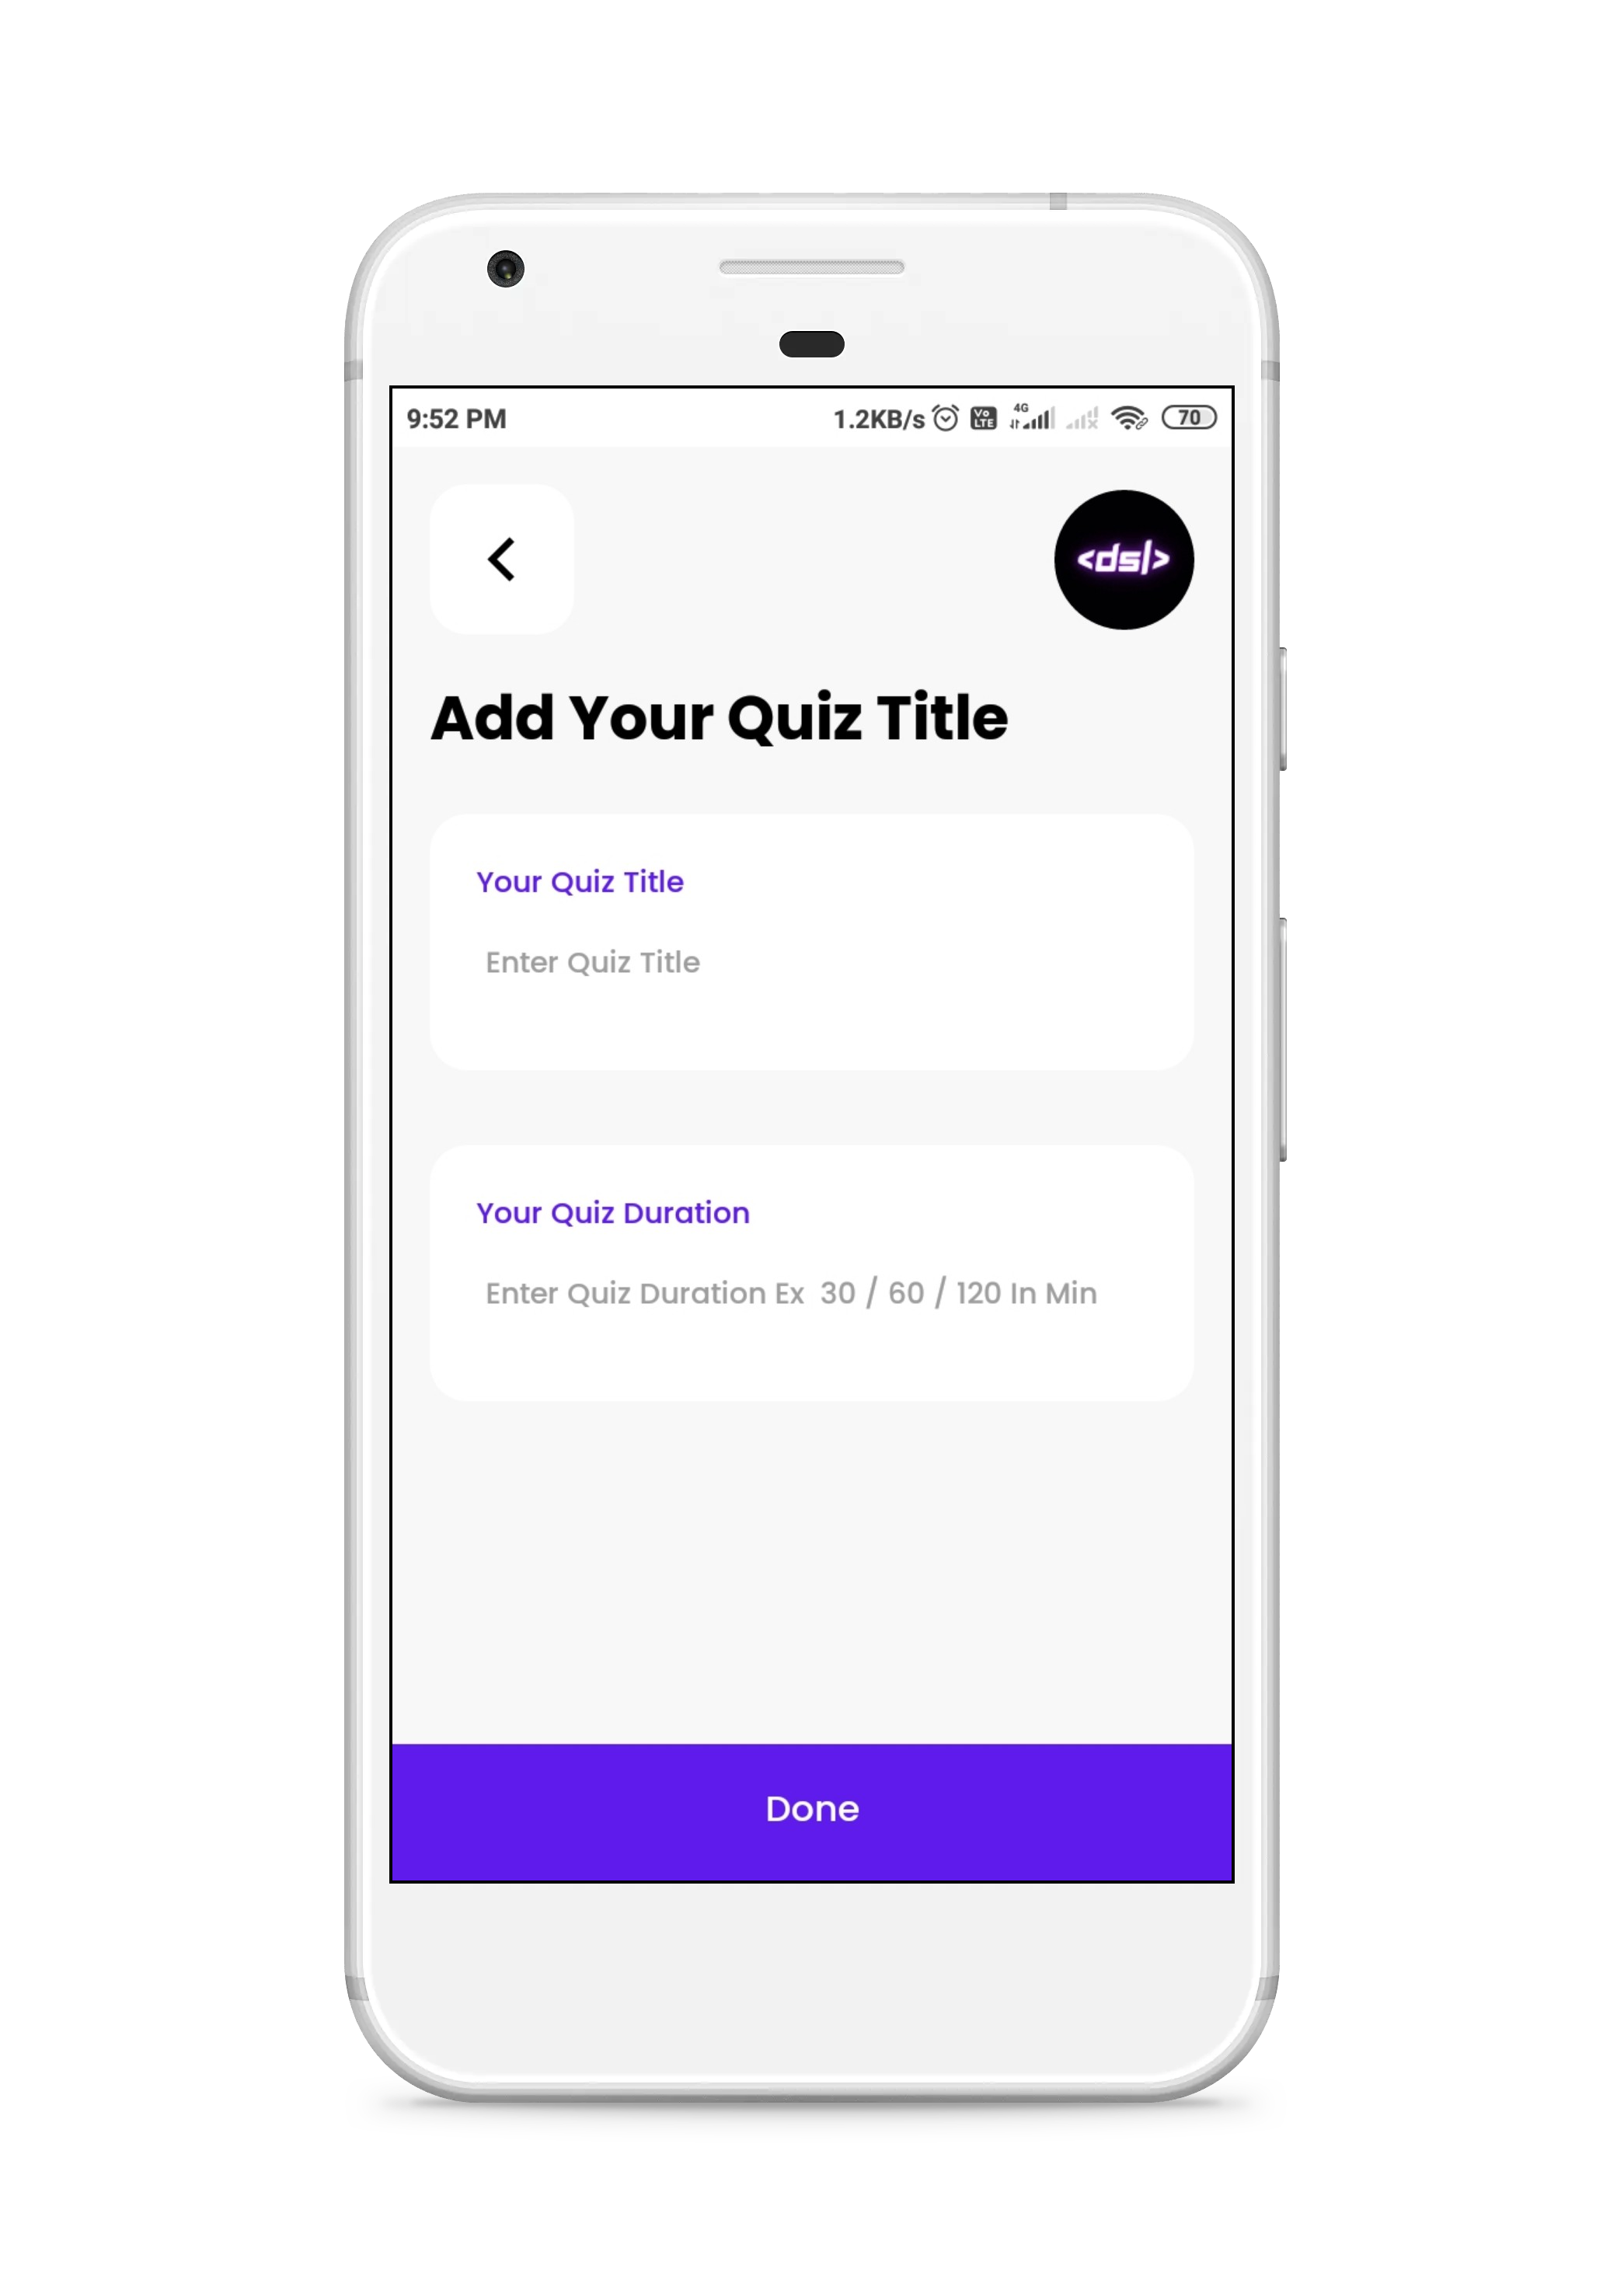 9:52 PM 1.2KB/s Vo LTE 4G 70
<dsl>
Add Your Quiz Title
Your Quiz Title
Enter Quiz Title
Your Quiz Duration
Enter Quiz Duration Ex  30 / 60 / 120 In Min
Done